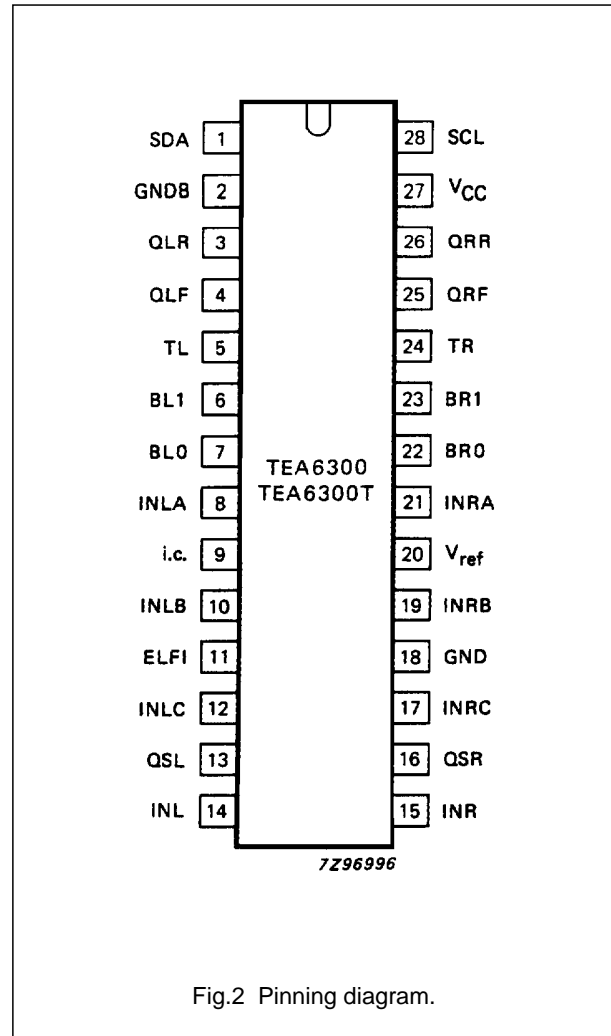 SDA 1 28 SCL
GNDB 2 27 VCC
QLR 3 26 QRR
QLF 4 25 QRF
TL 5 24 TR
BL1 6 23 BR1
BL0 7 22 BR0
TEA6300
TEA6300T
INLA 8 21 INRA
i.c. 9 20 Vref
INLB 10 19 INRB
ELFI 11 18 GND
INLC 12 17 INRC
QSL 13 16 QSR
INL 14 15 INR
7Z96996
Fig.2 Pinning diagram.